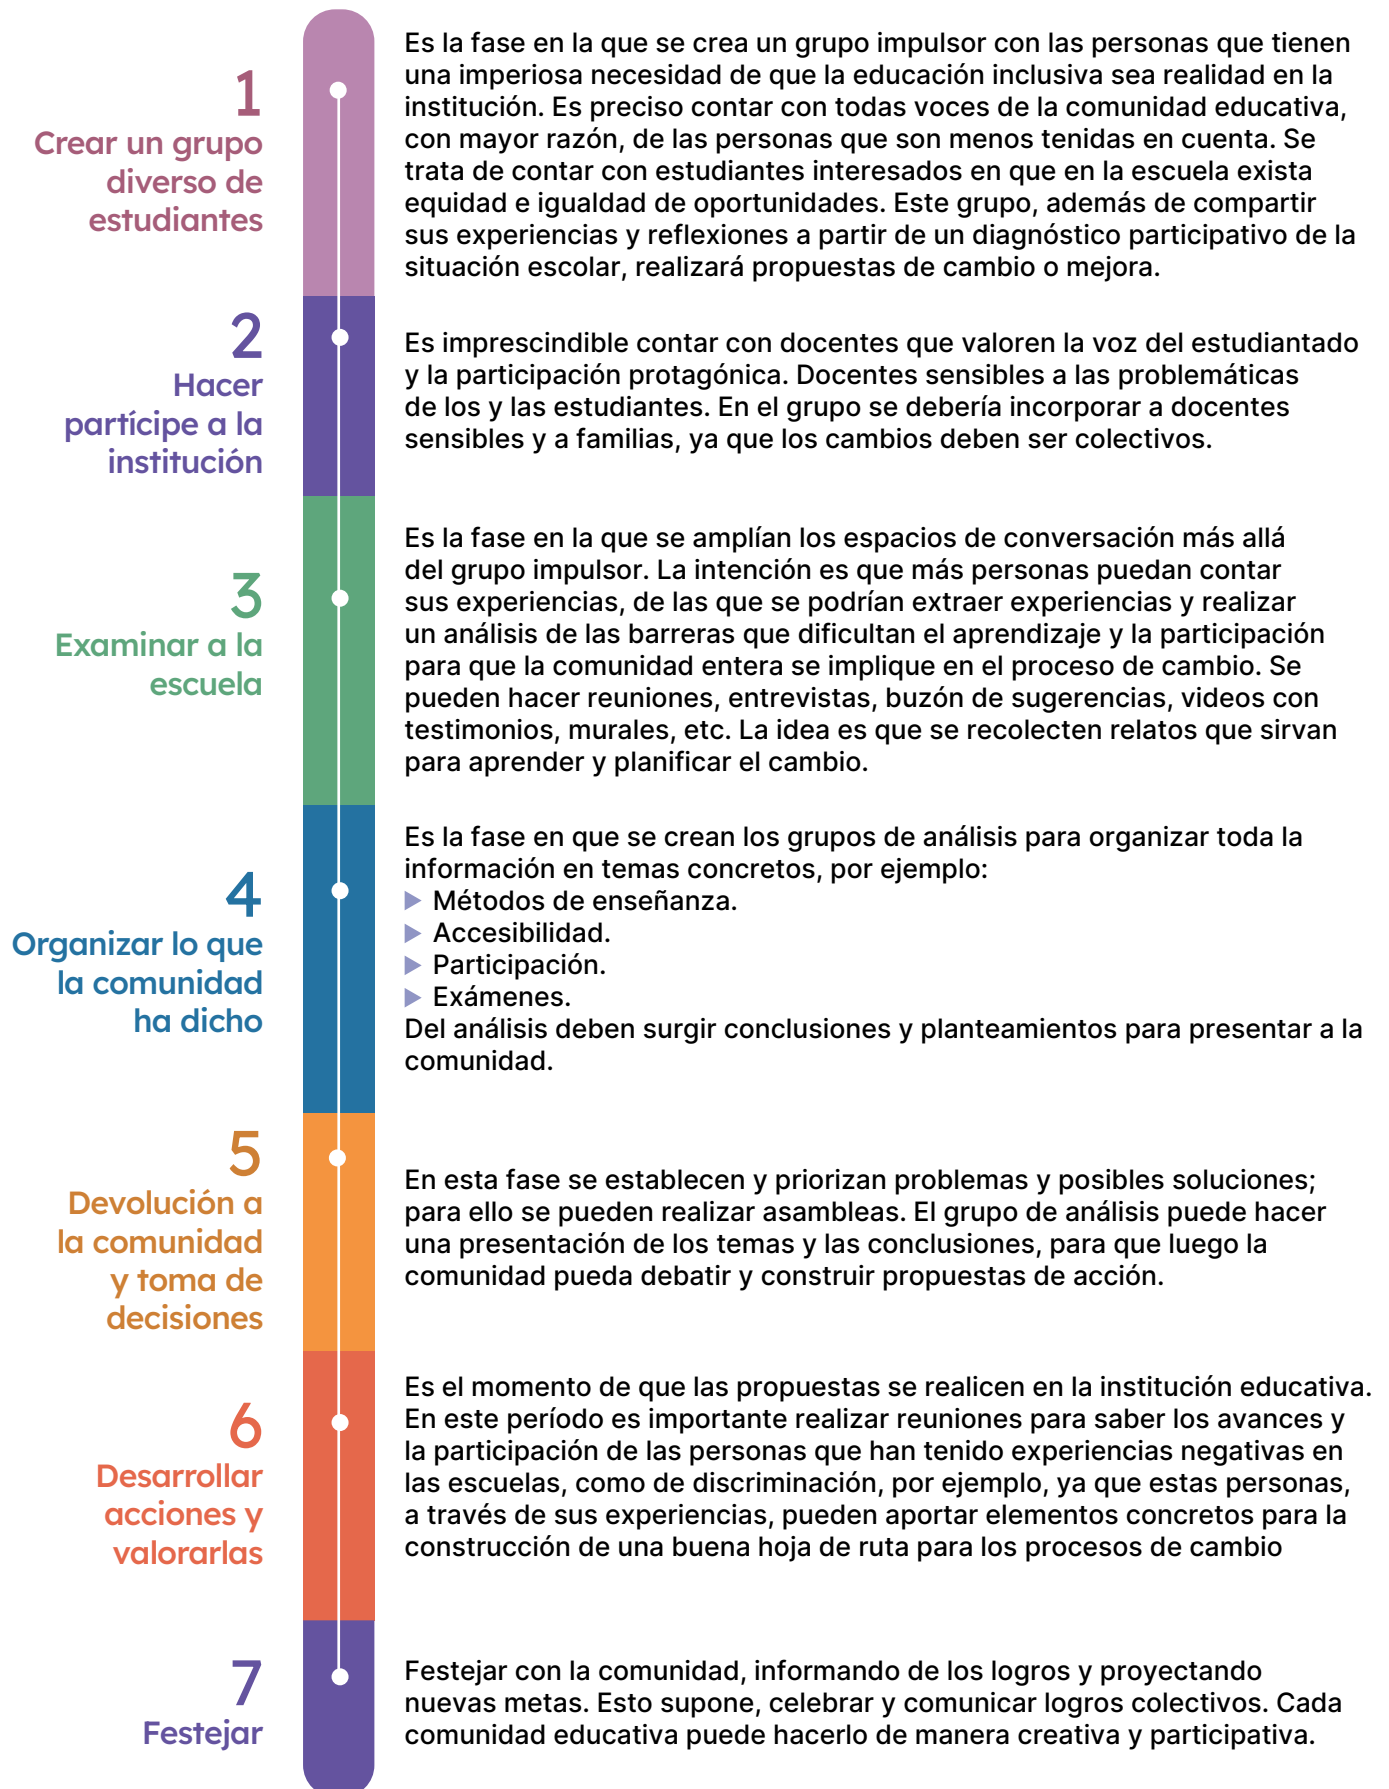 1
Crear un grupo
diverso de
estudiantes
Es la fase en la que se crea un grupo impulsor con las personas que tienen
una imperiosa necesidad de que la educación inclusiva sea realidad en la
institución. Es preciso contar con todas voces de la comunidad educativa,
con mayor razón, de las personas que son menos tenidas en cuenta. Se
trata de contar con estudiantes interesados en que en la escuela exista
equidad e igualdad de oportunidades. Este grupo, además de compartir
sus experiencias y reflexiones a partir de un diagnóstico participativo de la
situación escolar, realizará propuestas de cambio o mejora.
2
Hacer
partícipe a la
institución
Es imprescindible contar con docentes que valoren la voz del estudiantado
y la participación protagónica. Docentes sensibles a las problemáticas
de los y las estudiantes. En el grupo se debería incorporar a docentes
sensibles y a familias, ya que los cambios deben ser colectivos.
3
Examinar a la
escuela
Es la fase en la que se amplían los espacios de conversación más allá
del grupo impulsor. La intención es que más personas puedan contar
sus experiencias, de las que se podrían extraer experiencias y realizar
un análisis de las barreras que dificultan el aprendizaje y la participación
para que la comunidad entera se implique en el proceso de cambio. Se
pueden hacer reuniones, entrevistas, buzón de sugerencias, videos con
testimonios, murales, etc. La idea es que se recolecten relatos que sirvan
para aprender y planificar el cambio.
4
Organizar lo que
la comunidad
ha dicho
Es la fase en que se crean los grupos de análisis para organizar toda la
información en temas concretos, por ejemplo:
▶ Métodos de enseñanza.
▶ Accesibilidad.
▶ Participación.
▶ Exámenes.
Del análisis deben surgir conclusiones y planteamientos para presentar a la
comunidad.
5
Devolución a
la comunidad
y toma de
decisiones
En esta fase se establecen y priorizan problemas y posibles soluciones;
para ello se pueden realizar asambleas. El grupo de análisis puede hacer
una presentación de los temas y las conclusiones, para que luego la
comunidad pueda debatir y construir propuestas de acción.
6
Desarrollar
acciones y
valorarlas
Es el momento de que las propuestas se realicen en la institución educativa.
En este período es importante realizar reuniones para saber los avances y
la participación de las personas que han tenido experiencias negativas en
las escuelas, como de discriminación, por ejemplo, ya que estas personas,
a través de sus experiencias, pueden aportar elementos concretos para la
construcción de una buena hoja de ruta para los procesos de cambio
7
Festejar
Festejar con la comunidad, informando de los logros y proyectando
nuevas metas. Esto supone, celebrar y comunicar logros colectivos. Cada
comunidad educativa puede hacerlo de manera creativa y participativa.